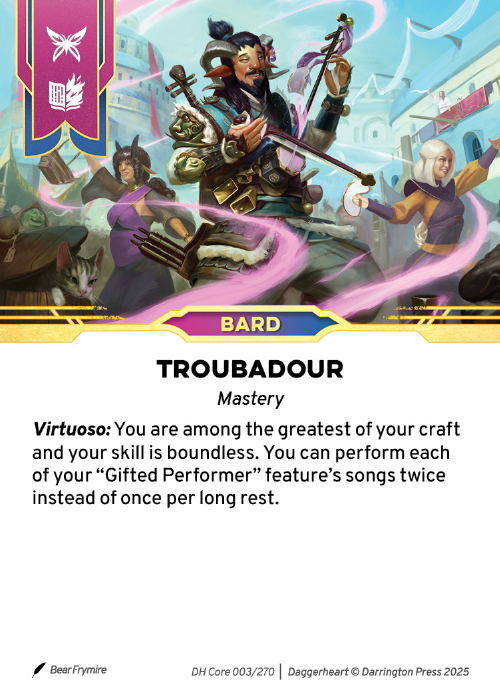 BARD
TROUBADOUR
Mastery
Virtuoso: You are among the greatest of your craft
and your skill is boundless. You can perform each
of your “Gifted Performer” feature’s songs twice
instead of once per long rest.
Bear Frymire
DH Core 003/270 | Daggerheart © Darrington Press 2025